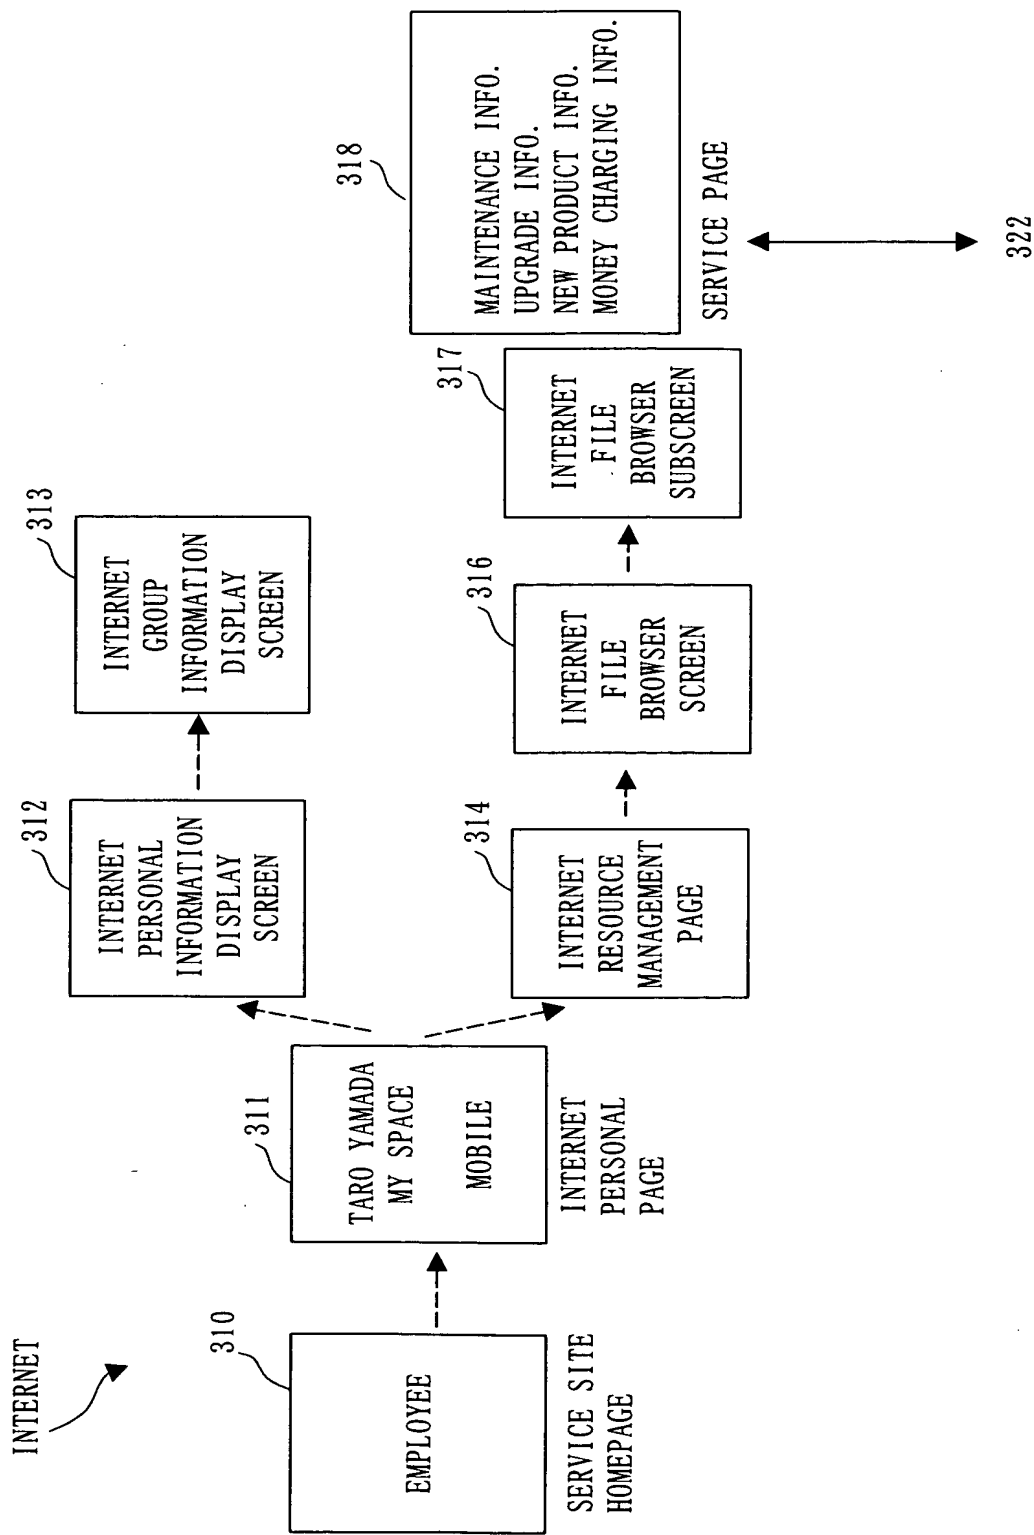 INTERNET
310
EMPLOYEE
SERVICE SITE
HOMEPAGE
311
TARO YAMADA
MY SPACE
MOBILE
INTERNET
PERSONAL
PAGE
312
INTERNET
PERSONAL
INFORMATION
DISPLAY
SCREEN
313
INTERNET
GROUP
INFORMATION
DISPLAY
SCREEN
314
INTERNET
RESOURCE
MANAGEMENT
PAGE
316
INTERNET
FILE
BROWSER
SCREEN
317
INTERNET
FILE
BROWSER
SUBSCREEN
318
MAINTENANCE INFO.
UPGRADE INFO.
NEW PRODUCT INFO.
MONEY CHARGING INFO.
SERVICE PAGE
322